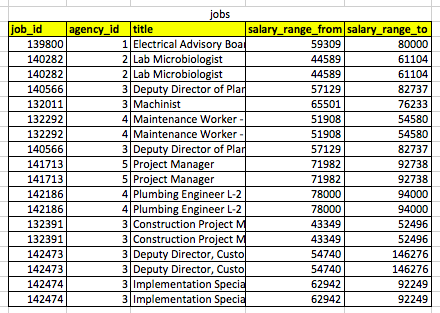 jobs
job_id agency_id title salary_range_from salary_range_to
139800 1 Electrical Advisory Boar 59309 80000
140282 2 Lab Microbiologist 44589 61104
140282 2 Lab Microbiologist 44589 61104
140566 3 Deputy Director of Plan 57129 82737
132011 3 Machinist 65501 76233
132292 4 Maintenance Worker - 51908 54580
132292 4 Maintenance Worker - 51908 54580
140566 3 Deputy Director of Plan 57129 82737
141713 5 Project Manager 71982 92738
141713 5 Project Manager 71982 92738
142186 4 Plumbing Engineer L-2 78000 94000
142186 4 Plumbing Engineer L-2 78000 94000
132391 3 Construction Project M 43349 52496
132391 3 Construction Project M 43349 52496
142473 3 Deputy Director, Custo 54740 146276
142473 3 Deputy Director, Custo 54740 146276
142474 3 Implementation Specia 62942 92249
142474 3 Implementation Specia 62942 92249